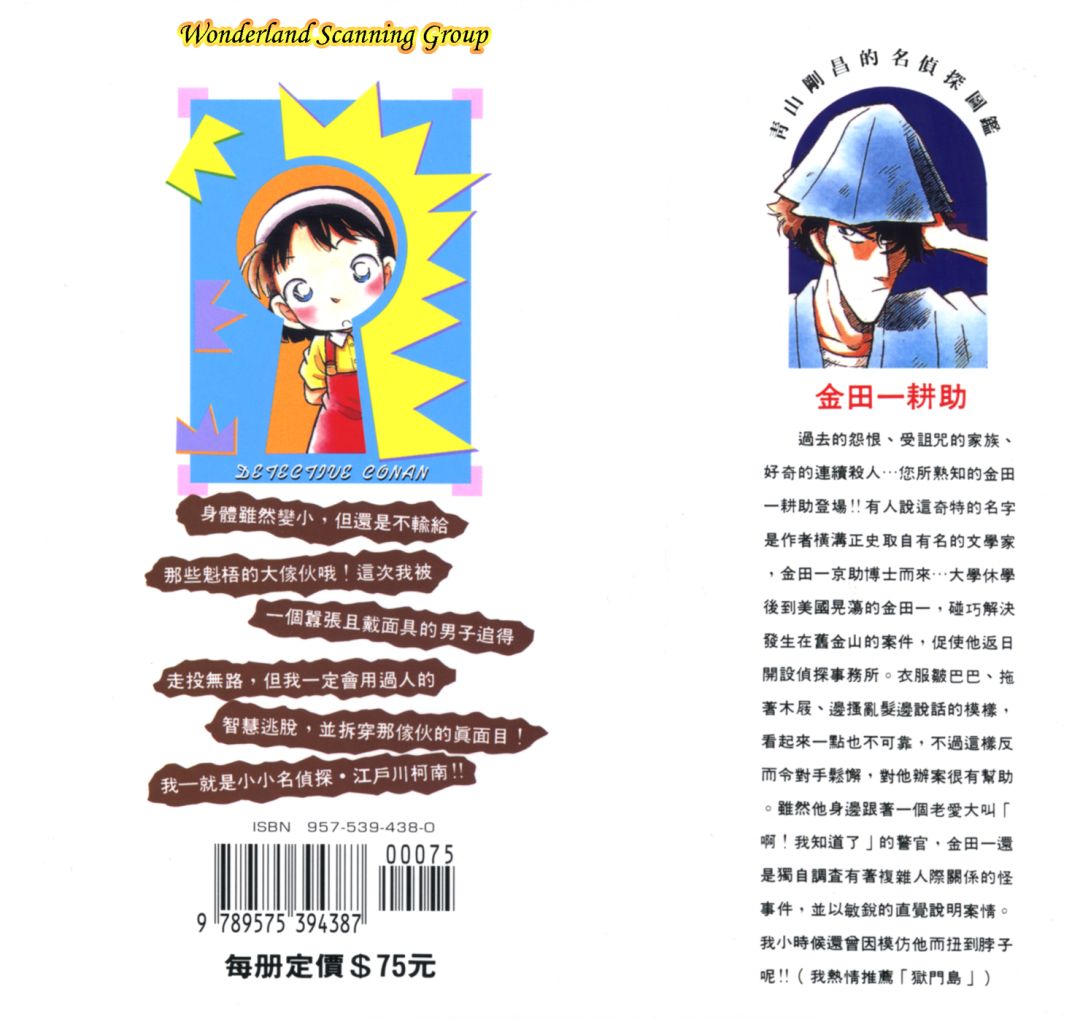 Wonderland Scanning Group
DETECTIVE CONAN
身體雖然變小，但還是不輸給
那些魁梧的大傢伙哦！這次我被
一個囂張且戴面具的男子追得
走投無路，但我一定會用過人的
智慧逃脫，並拆穿那傢伙的眞面目！
我一就是小小名偵探·江戶川柯南!!
ISBN 957-539-438-0
00075
9 789575 394387
每册定價＄75元
青山剛昌的名偵探圖鑑
金田一耕助
過去的怨恨、受詛咒的家族、
好奇的連續殺人…您所熟知的金田
一耕助登場!!有人說這奇特的名字
是作者橫溝正史取自有名的文學家
，金田一京助博士而來…大學休學
後到美國晃蕩的金田一，碰巧解決
發生在舊金山的案件，促使他返日
開設偵探事務所。衣服皺巴巴、拖
著木屐、邊搔亂髮邊說話的模樣，
看起來一點也不可靠，不過這樣反
而令對手鬆懈，對他辦案很有幫助
。雖然他身邊跟著一個老愛大叫「
啊！我知道了」的警官，金田一還
是獨自調查有著複雜人際關係的怪
事件，並以敏銳的直覺說明案情。
我小時候還曾因模仿他而扭到脖子
呢!!（我熱情推薦「獄門島」）